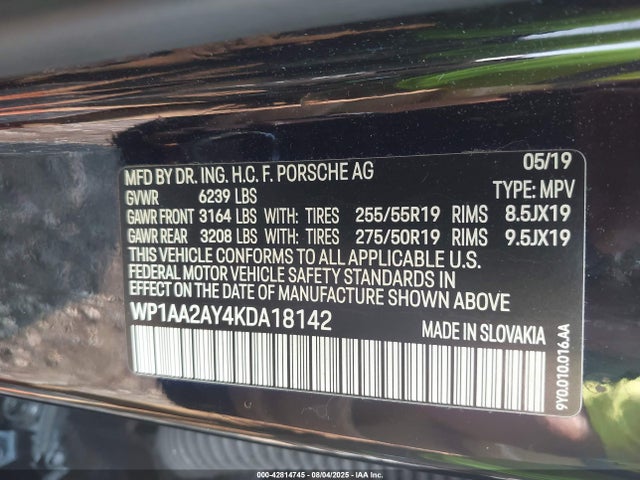 MFD BY DR. ING. H.C. F. PORSCHE AG 05/19
GVWR 6239 LBS TYPE: MPV
GAWR FRONT 3164 LBS WITH: TIRES 255/55R19 RIMS 8.5JX19
GAWR REAR 3208 LBS WITH: TIRES 275/50R19 RIMS 9.5JX19
THIS VEHICLE CONFORMS TO ALL APPLICABLE U.S.
FEDERAL MOTOR VEHICLE SAFETY STANDARDS IN
EFFECT ON THE DATE OF MANUFACTURE SHOWN ABOVE
WP1AA2AY4KDA18142 MADE IN SLOVAKIA
9Y0.010.016.AA
000-42814745 - 08/04/2025 - IAAI.com